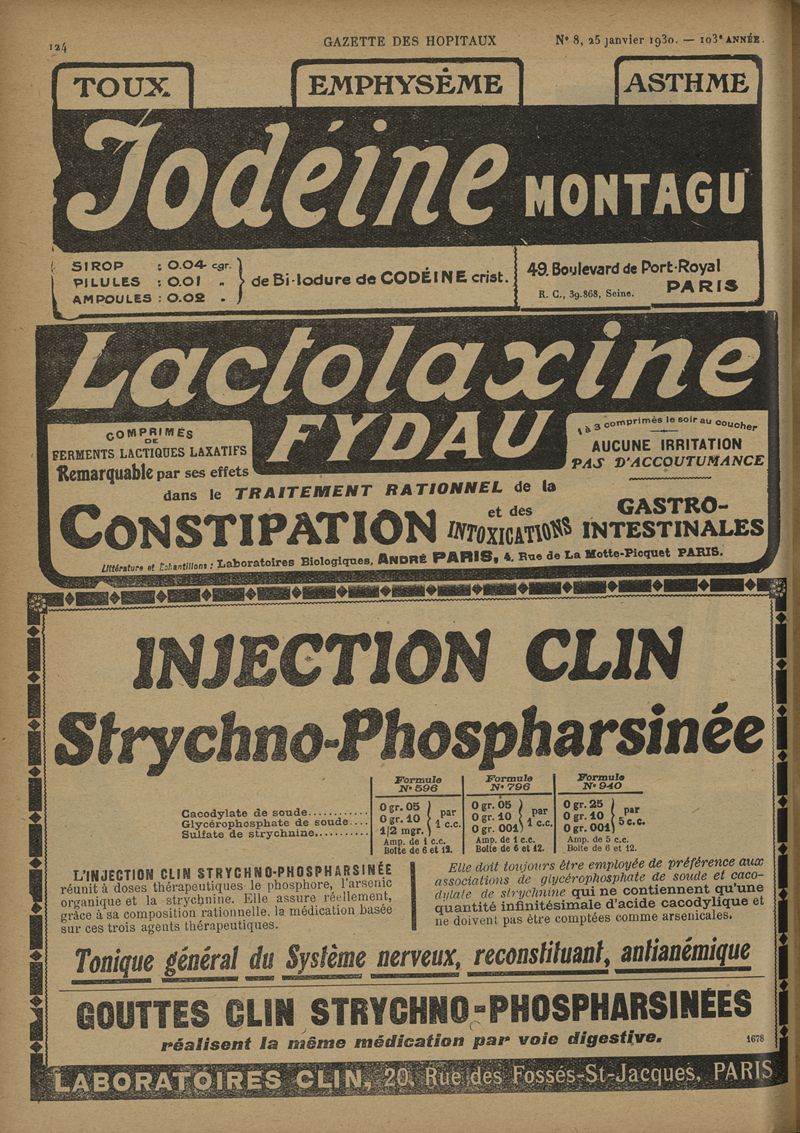 124
GAZETTE DES HOPITAUX
N° 8, 25 janvier 1930. — 103e ANNÉE.
TOUX
EMPHYSÈME
ASTHME
Iodéine MONTAGU
SIROP : 0.04 cgr.
PILULES : 0.01 "
AMPOULES : 0.02 "
de Bi-Iodure de CODÉINE crist.
49, Boulevard de Port-Royal
PARIS
R. C., 39.868, Seine.
Lactolaxine
FYDAU
COMPRIMÉS
DE
FERMENTS LACTIQUES LAXATIFS
Remarquable par ses effets
1 à 3 comprimés le soir au coucher
AUCUNE IRRITATION
PAS D'ACCOUTUMANCE
dans le TRAITEMENT RATIONNEL de la
CONSTIPATION et des INTOXICATIONS GASTRO-INTESTINALES
Littérature et Echantillons : Laboratoires Biologiques, ANDRÉ PARIS, 4, Rue de La Motte-Picquet PARIS.
INJECTION CLIN
Strychno-Phospharsinée
Formule N° 596
Formule N° 796
Formule N° 940
Cacodylate de soude............ 0 gr. 05 0 gr. 05 0 gr. 25
Glycérophosphate de soude.... 0 gr. 10 par 1 c.c. 0 gr. 10 par 1 c.c. 0 gr. 10 par 5 c.c.
Sulfate de strychnine........... 1/2 mgr. 0 gr. 001 0 gr. 001
Amp. de 1 c.c. Amp. de 1 c.c. Amp. de 5 c.c.
Boîte de 6 et 12. Boîte de 6 et 12. Boîte de 6 et 12.
L'INJECTION CLIN STRYCHNO-PHOSPHARSINÉE
réunit à doses thérapeutiques le phosphore, l'arsenic
organique et la strychnine. Elle assure réellement,
grâce à sa composition rationnelle, la médication basée
sur ces trois agents thérapeutiques.
Elle doit toujours être employée de préférence aux
associations de glycérophosphate de soude et caco-
dylate de strychnine qui ne contiennent qu'une
quantité infinitésimale d'acide cacodylique et
ne doivent pas être comptées comme arsenicales.
Tonique général du Système nerveux, reconstituant, antianémique
GOUTTES CLIN STRYCHNO-PHOSPHARSINÉES
réalisent la même médication par voie digestive.
1678
LABORATOIRES CLIN, 20, Rue des Fossés-St-Jacques, PARIS